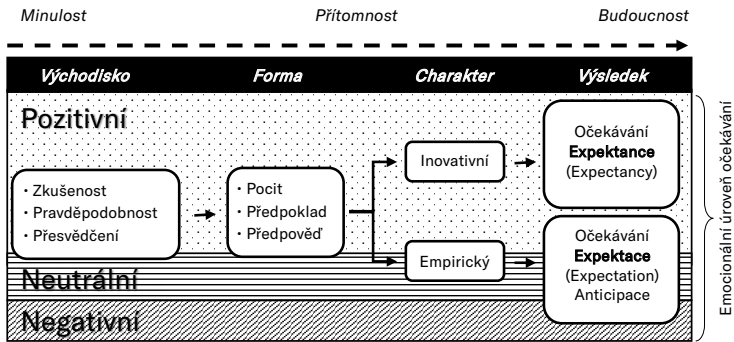 Minulost Přítomnost Budoucnost
Východisko Forma Charakter Výsledek
Pozitivní
· Zkušenost
· Pravděpodobnost
· Přesvědčení
· Pocit
· Předpoklad
· Předpověď
Inovativní
Očekávání
Expektance
(Expectancy)
Empirický
Očekávání
Expektace
(Expectation)
Anticipace
Neutrální
Negativní
Emocionální úroveň očekávání